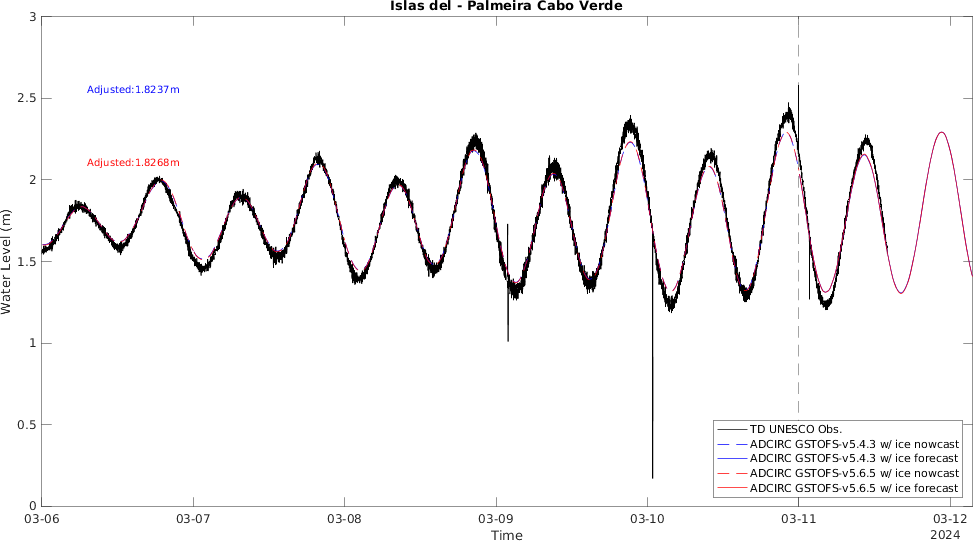 Islas del - Palmeira Cabo Verde
3
2.5
2
1.5
1
0.5
0
Water Level (m)
Adjusted:1.8237m
Adjusted:1.8268m
TD UNESCO Obs.
ADCIRC GSTOFS-v5.4.3 w/ ice nowcast
ADCIRC GSTOFS-v5.4.3 w/ ice forecast
ADCIRC GSTOFS-v5.6.5 w/ ice nowcast
ADCIRC GSTOFS-v5.6.5 w/ ice forecast
03-06 03-07 03-08 03-09 03-10 03-11 03-12
Time 2024